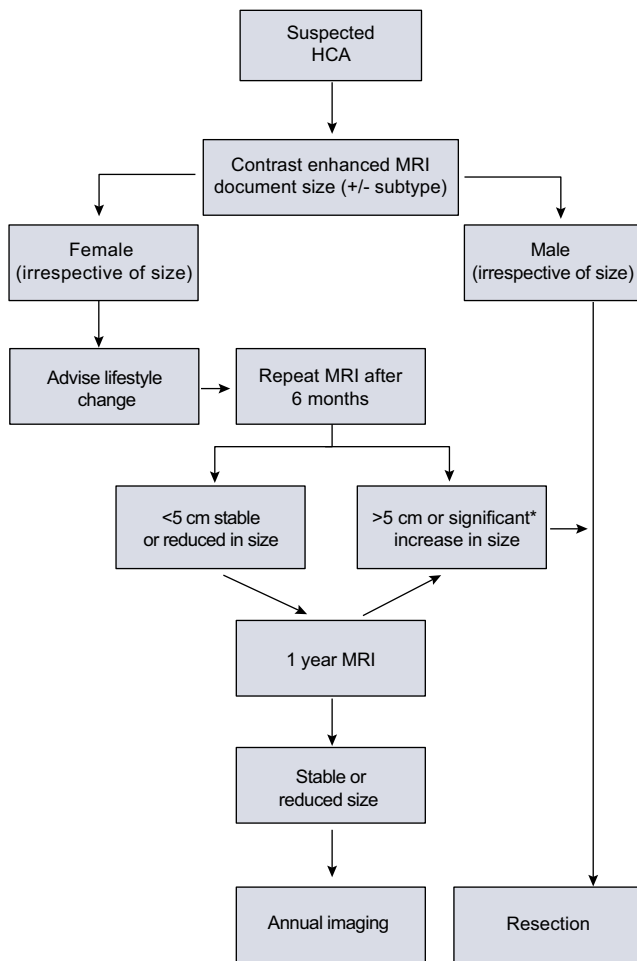 Suspected
HCA
Contrast enhanced MRI
document size (+/- subtype)
Female
(irrespective of size)
Male
(irrespective of size)
Advise lifestyle
change
Repeat MRI after
6 months
<5 cm stable
or reduced in size
>5 cm or significant*
increase in size
1 year MRI
Stable or
reduced size
Annual imaging
Resection